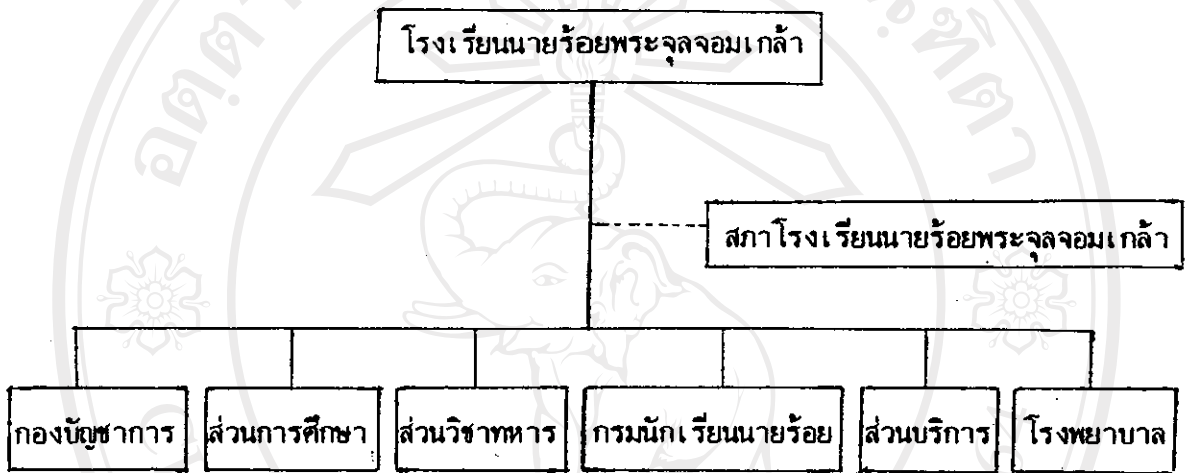 โรงเรียนนายร้อยพระจุลจอมเกล้า
สภาโรงเรียนนายร้อยพระจุลจอมเกล้า
กองบัญชาการ ส่วนการศึกษา ส่วนวิชาทหาร กรมนักเรียนนายร้อย ส่วนบริการ โรงพยาบาล